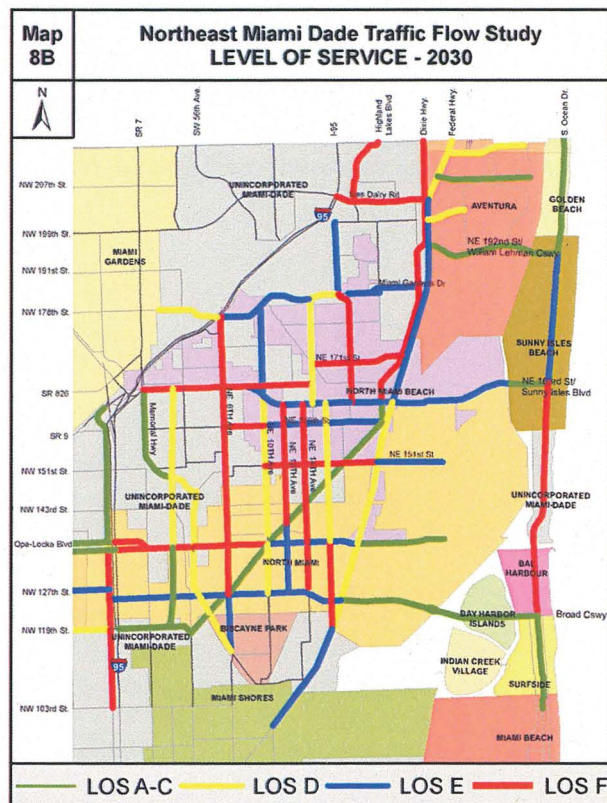 Map
8B
Northeast Miami Dade Traffic Flow Study
LEVEL OF SERVICE - 2030
N
SR 7
SW 56th Ave.
I-95
Highland
Lakes Blvd
Dixie Hwy.
Federal Hwy.
S. Ocean Dr.
NW 207th St.
NW 199th St.
NW 191st St.
NW 178th St.
SR 826
SR 9
NW 151st St.
NW 143rd St.
Opa-Locka Blvd
NW 127th St.
NW 119th St.
NW 103rd St.
UNINCORPORATED
MIAMI-DADE
Ives Dairy Rd.
95
AVENTURA
GOLDEN
BEACH
MIAMI
GARDENS
NE 192nd St/
William Lehman Cswy
Miami Gardens Dr
SUNNY ISLES
BEACH
NE 171st St
NORTH MIAMI BEACH
NE 163rd St/
Sunny Isles Blvd
Memorial Hwy
NE 6TH Ave
NE 10TH Ave
NE 151st St
UNINCORPORATED
MIAMI-DADE
UNINCORPORATED
MIAMI-DADE
NORTH MIAMI
BAL
HARBOUR
BAY HARBOR
ISLANDS
Broad Cswy
UNINCORPORATED
MIAMI-DADE
BISCAYNE PARK
INDIAN CREEK
VILLAGE
SURFSIDE
95
MIAMI SHORES
MIAMI BEACH
LOS A-C
LOS D
LOS E
LOS F